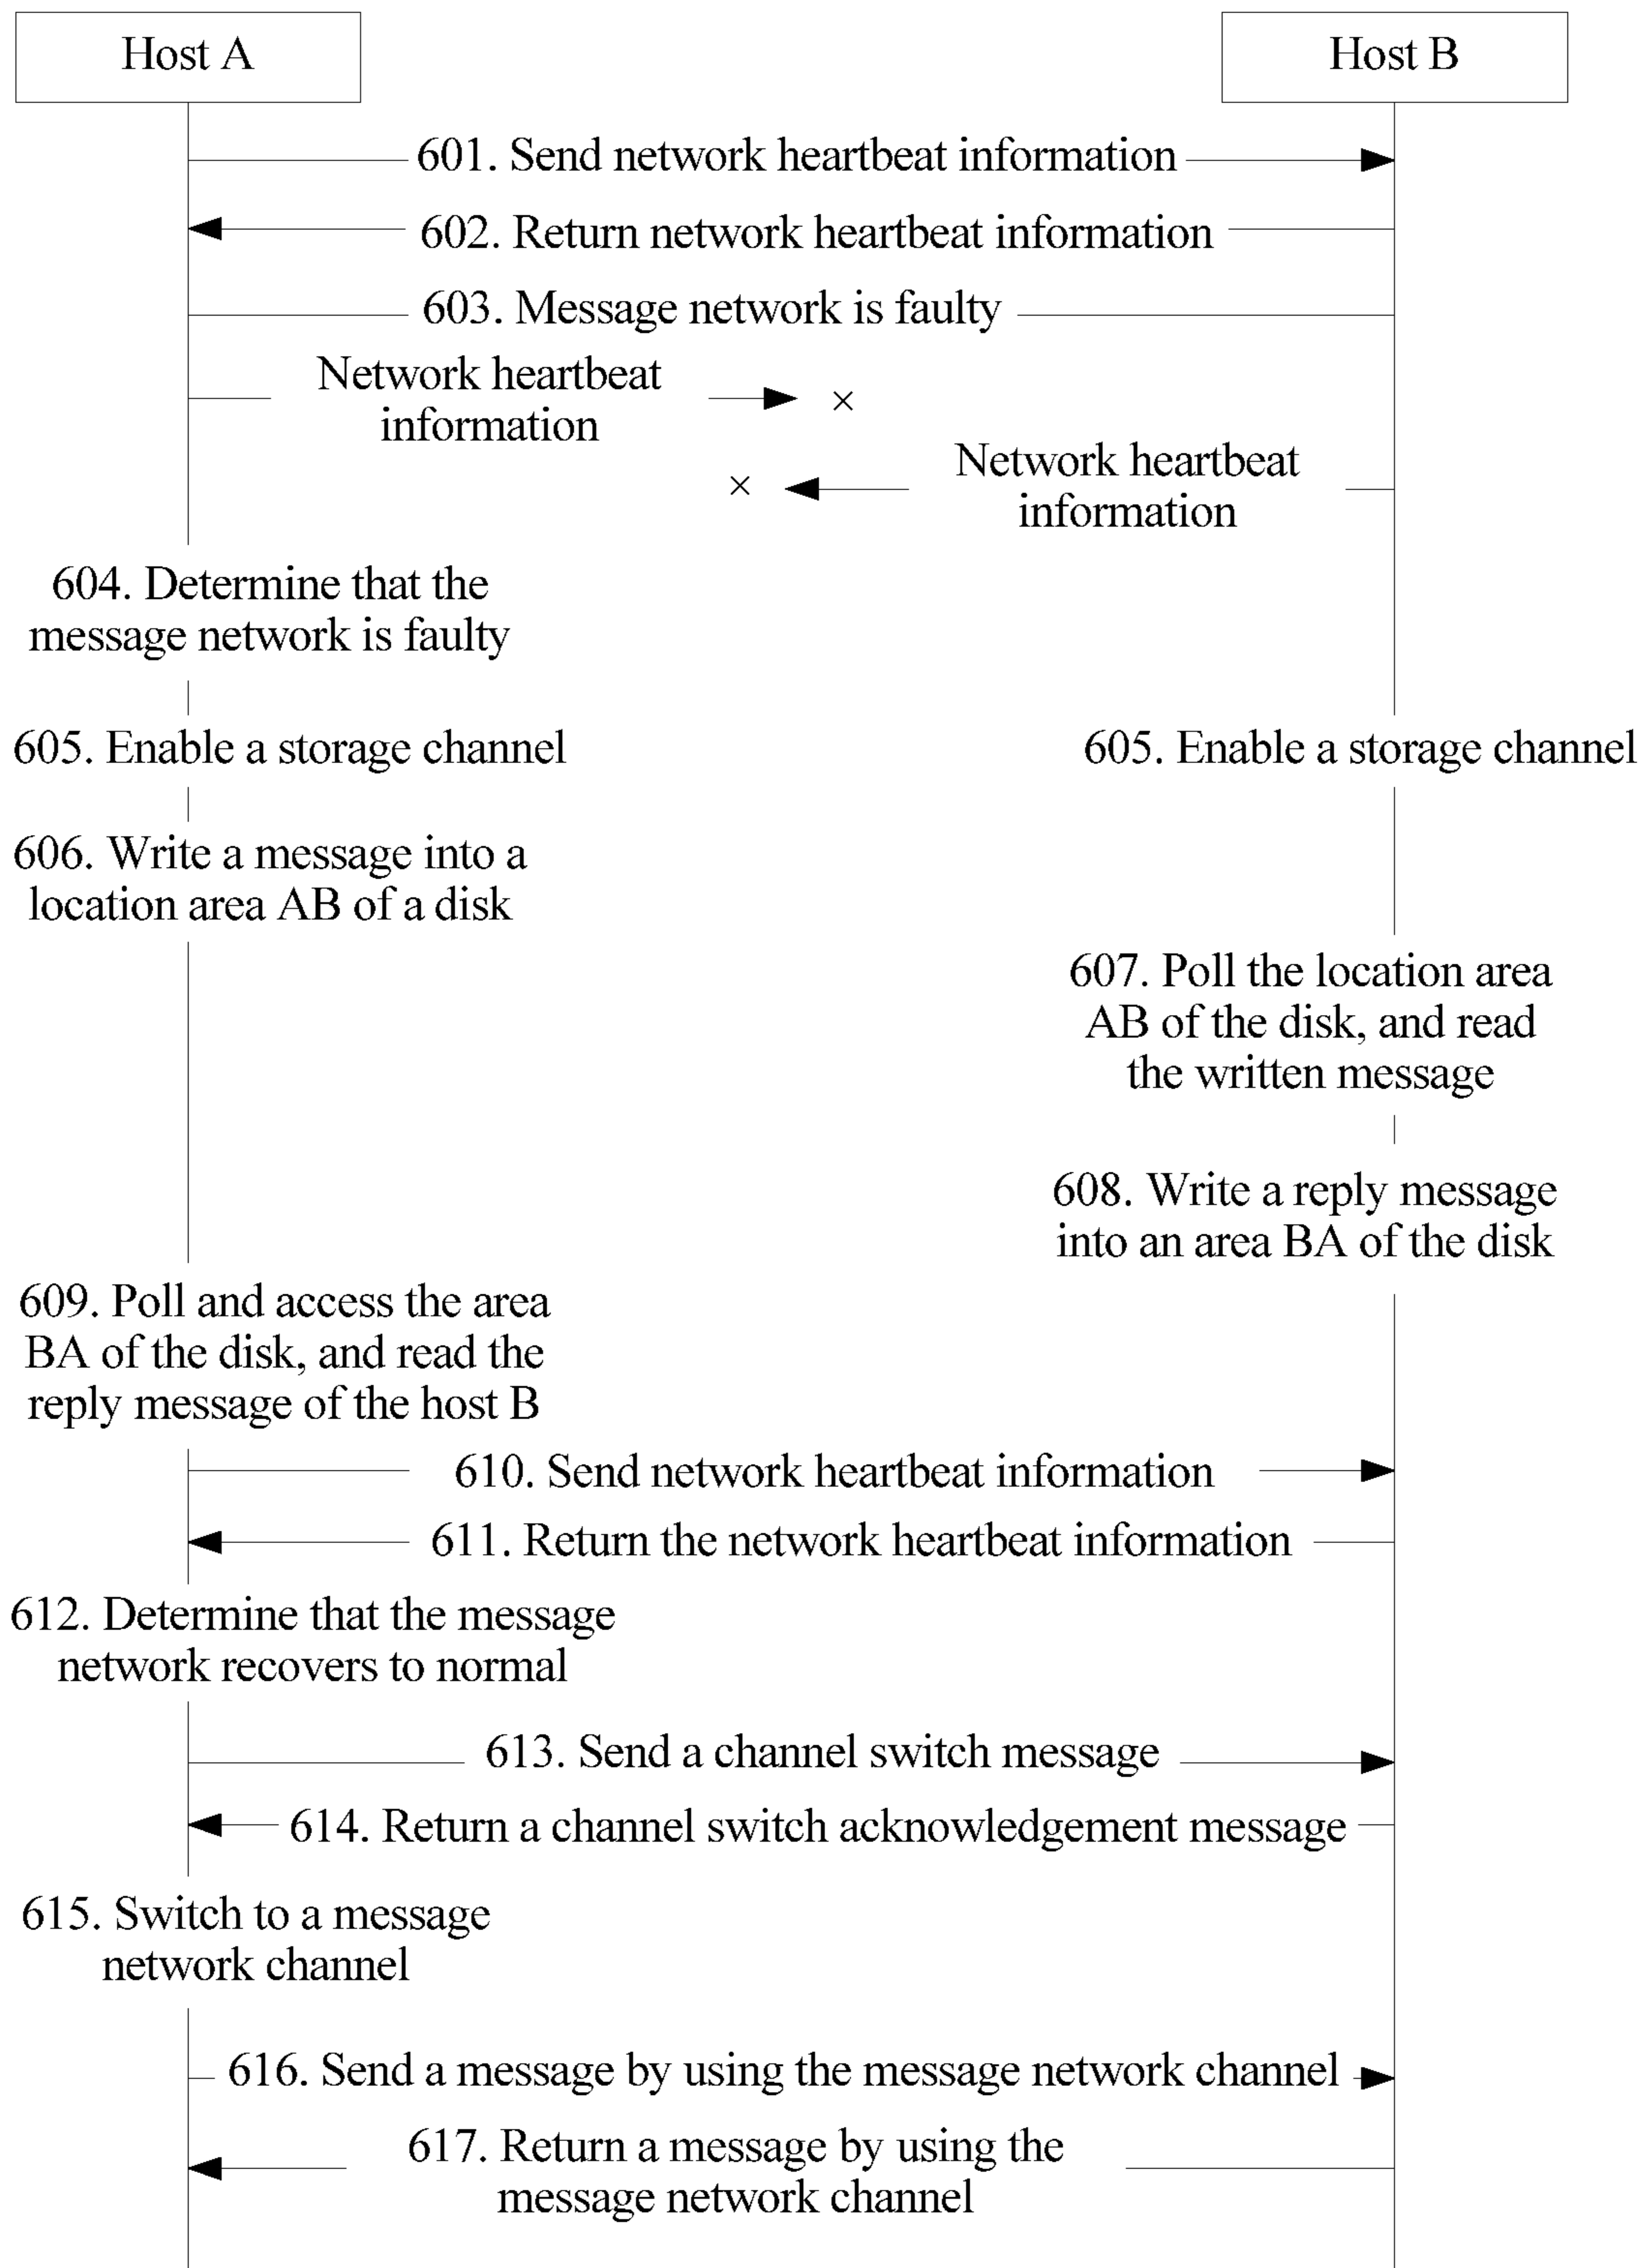 Host A
Host B
601. Send network heartbeat information
602. Return network heartbeat information
603. Message network is faulty
Network heartbeat
information
×
Network heartbeat
information
×
604. Determine that the
message network is faulty
605. Enable a storage channel
605. Enable a storage channel
606. Write a message into a
location area AB of a disk
607. Poll the location area
AB of the disk, and read
the written message
608. Write a reply message
into an area BA of the disk
609. Poll and access the area
BA of the disk, and read the
reply message of the host B
610. Send network heartbeat information
611. Return the network heartbeat information
612. Determine that the message
network recovers to normal
613. Send a channel switch message
614. Return a channel switch acknowledgement message
615. Switch to a message
network channel
616. Send a message by using the message network channel
617. Return a message by using the
message network channel